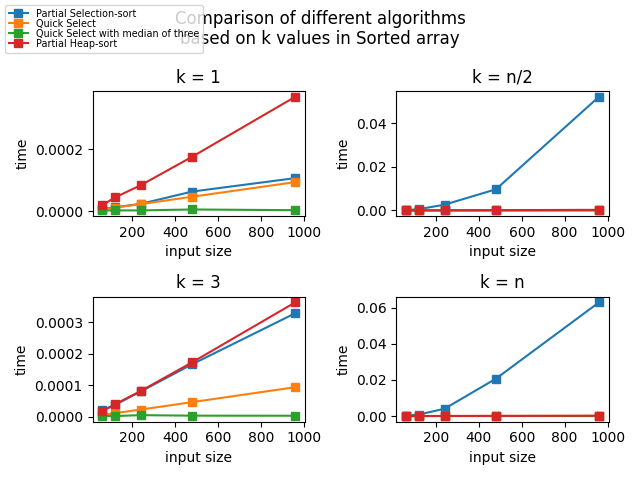 Comparison of different algorithms
based on k values in Sorted array
Partial Selection-sort
Quick Select
Quick Select with median of three
Partial Heap-sort
k = 1
time
0.0002
0.0000
200 400 600 800 1000
input size
k = n/2
time
0.04
0.02
0.00
200 400 600 800 1000
input size
k = 3
time
0.0003
0.0002
0.0001
0.0000
200 400 600 800 1000
input size
k = n
time
0.06
0.04
0.02
0.00
200 400 600 800 1000
input size